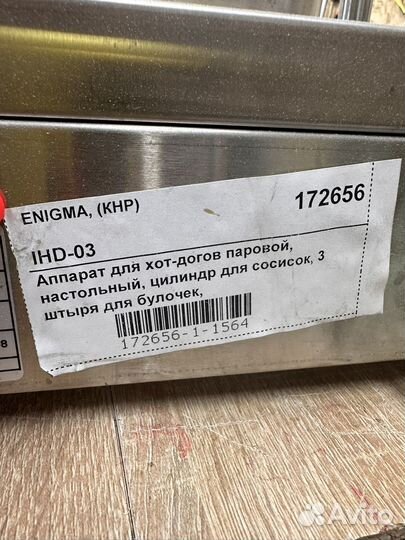 ENIGMA, (КНР)
172656
IHD-03
Аппарат для хот-догов паровой,
настольный, цилиндр для сосисок, 3
штыря для булочек,
172656-1-1564
8
Avito